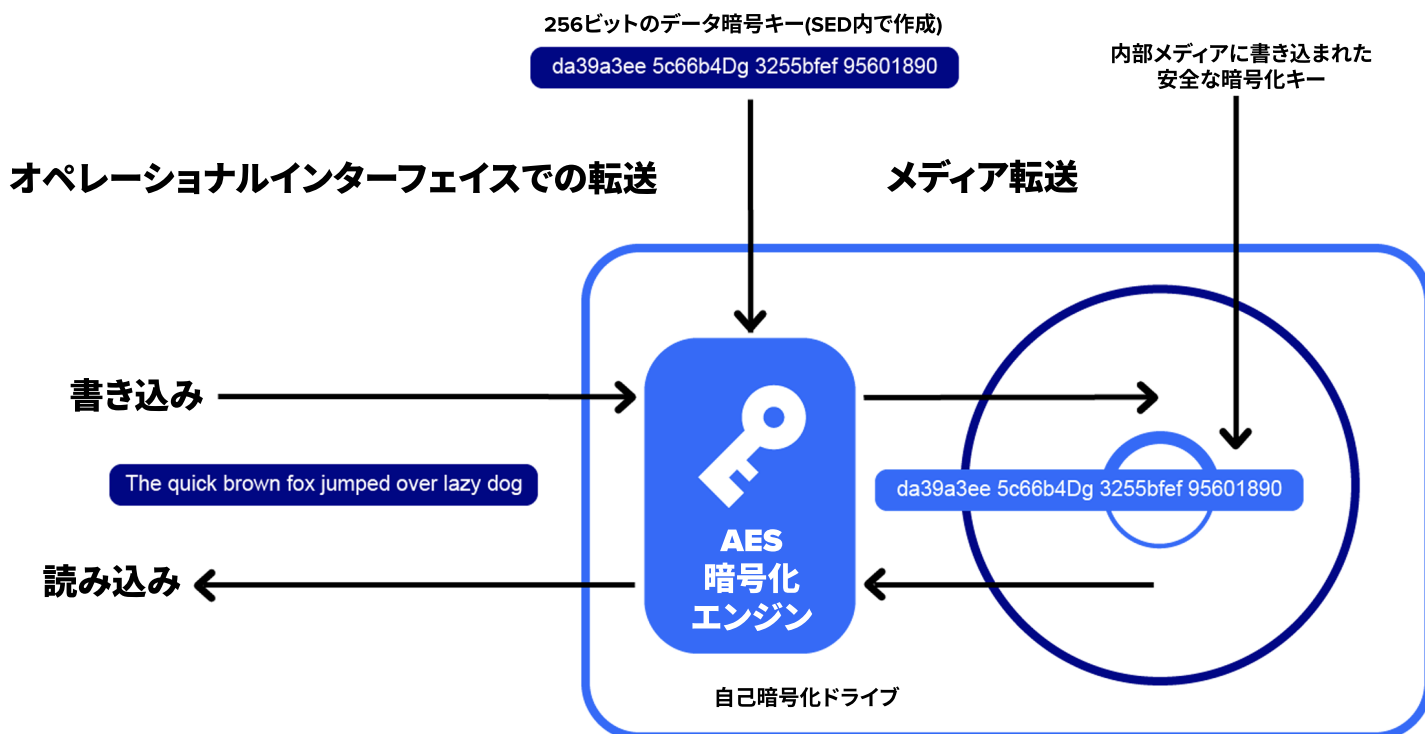 256ビットのデータ暗号キー(SED内で作成)
da39a3ee 5c66b4Dg 3255bfef 95601890
内部メディアに書き込まれた
安全な暗号化キー
オペレーショナルインターフェイスでの転送
メディア転送
書き込み
The quick brown fox jumped over lazy dog
da39a3ee 5c66b4Dg 3255bfef 95601890
読み込み
AES
暗号化
エンジン
自己暗号化ドライブ